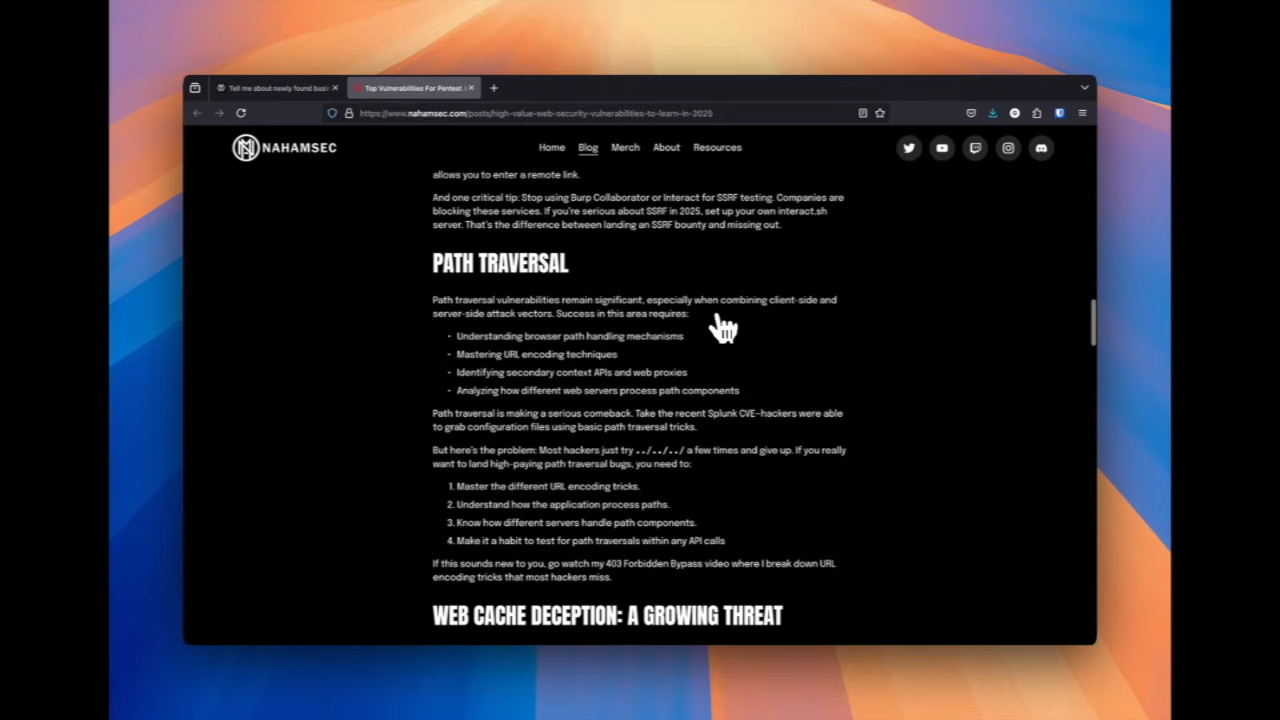 Tell me about newly found busi
Top Vulnerabilities For Pentest
https://www.nahamsec.com/posts/high-value-web-security-vulnerabilities-to-learn-in-2025
NAHAMSEC
Home Blog Merch About Resources
allows you to enter a remote link.
And one critical tip: Stop using Burp Collaborator or Interact for SSRF testing. Companies are
blocking these services. If you're serious about SSRF in 2025, set up your own interact.sh
server. That's the difference between landing an SSRF bounty and missing out.
PATH TRAVERSAL
Path traversal vulnerabilities remain significant, especially when combining client-side and
server-side attack vectors. Success in this area requires:
• Understanding browser path handling mechanisms
• Mastering URL encoding techniques
• Identifying secondary context APIs and web proxies
• Analyzing how different web servers process path components
Path traversal is making a serious comeback. Take the recent Splunk CVE-hackers were able
to grab configuration files using basic path traversal tricks.
But here's the problem: Most hackers just try ../../../ a few times and give up. If you really
want to land high-paying path traversal bugs, you need to:
1. Master the different URL encoding tricks.
2. Understand how the application process paths.
3. Know how different servers handle path components.
4. Make it a habit to test for path traversals within any API calls
If this sounds new to you, go watch my 403 Forbidden Bypass video where I break down URL
encoding tricks that most hackers miss.
WEB CACHE DECEPTION: A GROWING THREAT